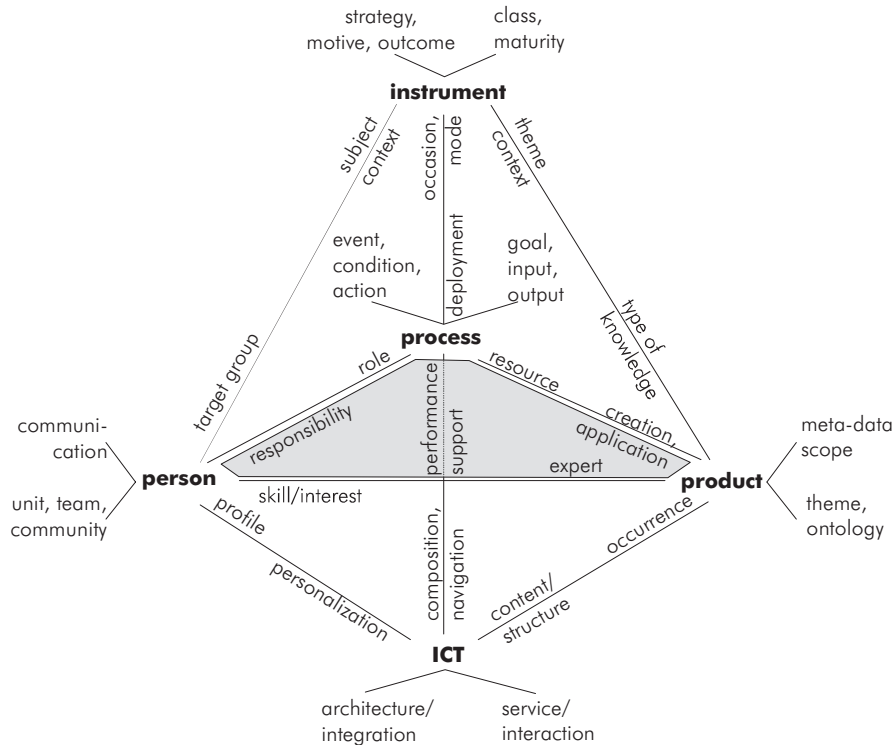 strategy,
motive, outcome
class,
maturity
instrument
subject
context
occasion,
mode
theme
context
event,
condition,
action
deployment
goal,
input,
output
process
target group
role
responsibility
performance
support
resource
creation,
application
type of
knowledge
communi-
cation
unit, team,
community
person
skill/interest
expert
product
meta-data
scope
theme,
ontology
profile
personalization
composition,
navigation
occurrence
content/
structure
ICT
architecture/
integration
service/
interaction